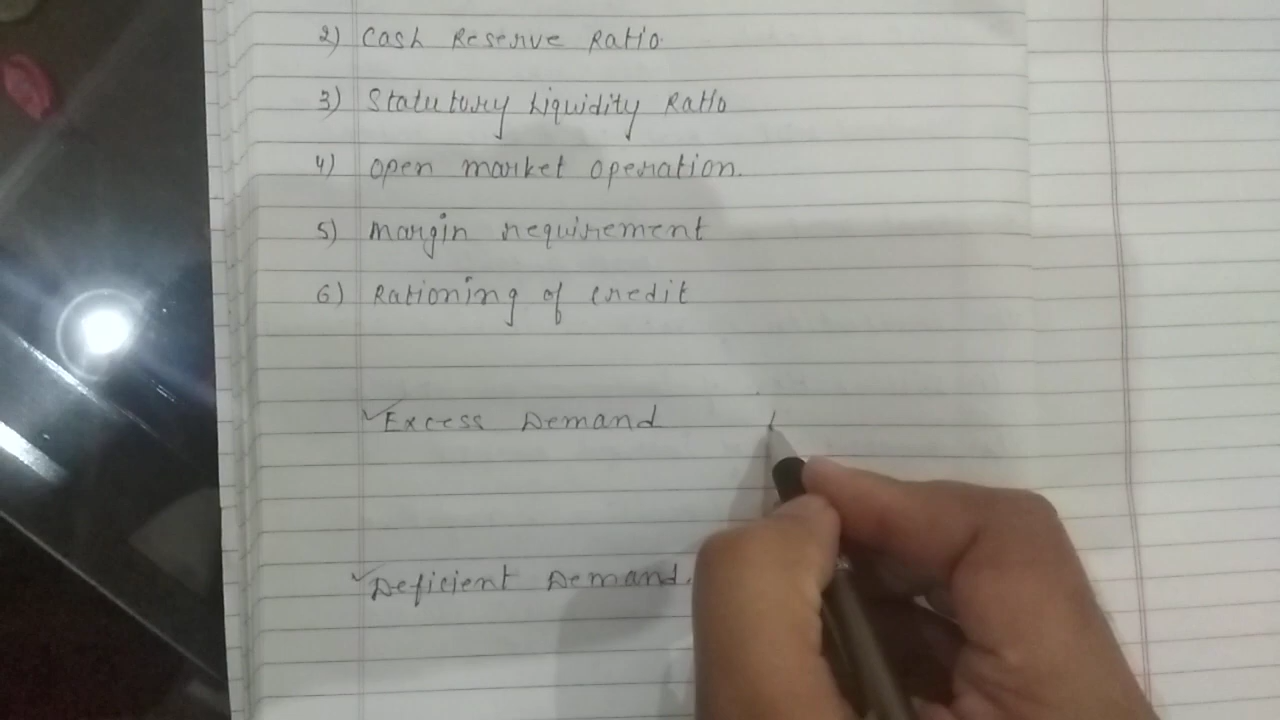 2) Cash Reserve Ratio.
3) Statutory Liquidity Ratio
4) Open market operation.
5) Margin requirement
6) Rationing of credit
✓Excess Demand
✓Deficient Demand.